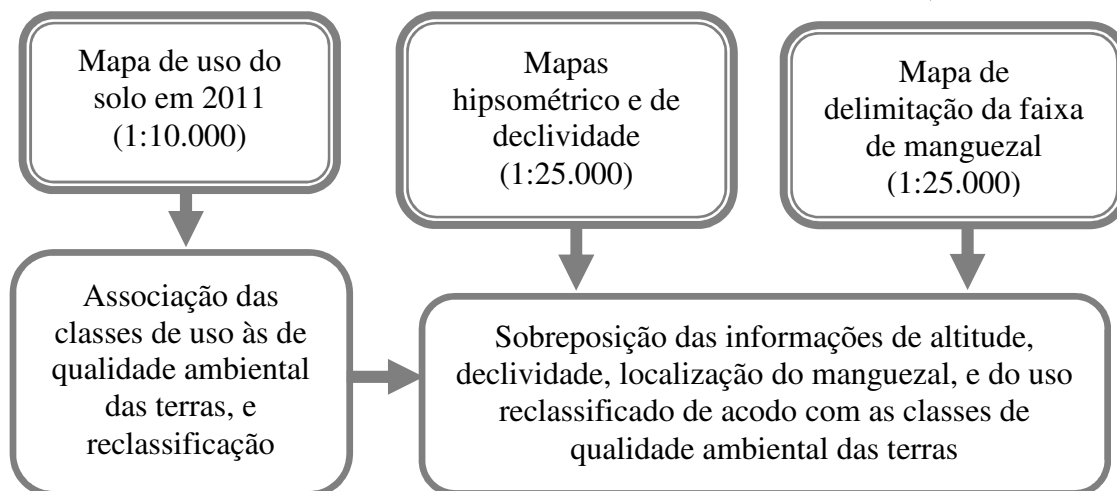 Mapa de uso do
solo em 2011
(1:10.000)
Mapas
hipsométrico e de
declividade
(1:25.000)
Mapa de
delimitação da faixa
de manguezal
(1:25.000)
Associação das
classes de uso às de
qualidade ambiental
das terras, e
reclassificação
Sobreposição das informações de altitude,
declividade, localização do manguezal, e do uso
reclassificado de acodo com as classes de
qualidade ambiental das terras